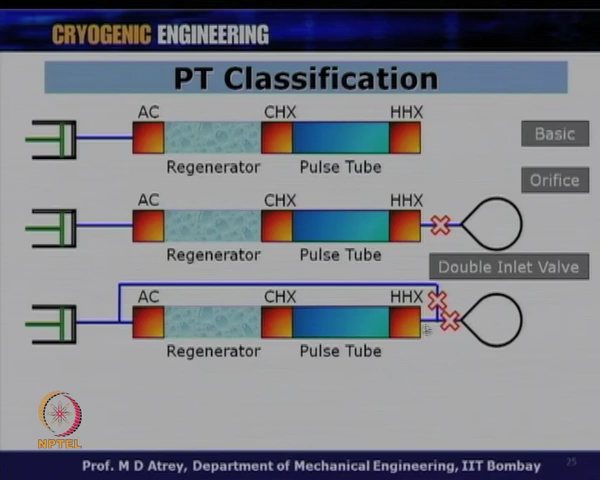 CRYOGENIC ENGINEERING
PT Classification
AC CHX HHX
Basic
Regenerator Pulse Tube
Orifice
AC CHX HHX
Regenerator Pulse Tube
Double Inlet Valve
AC CHX HHX
Regenerator Pulse Tube
NPTEL
Prof. M D Atrey, Department of Mechanical Engineering, IIT Bombay
25